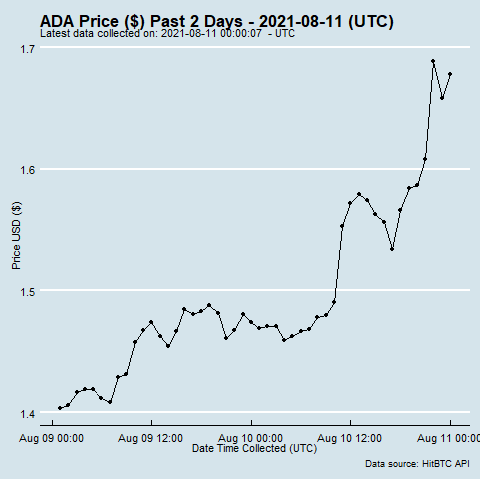 ADA Price ($) Past 2 Days - 2021-08-11 (UTC)
Latest data collected on: 2021-08-11 00:00:07  - UTC
1.7
1.6
1.5
1.4
Price USD ($)
Aug 09 00:00 Aug 09 12:00 Aug 10 00:00 Aug 10 12:00 Aug 11 00:00
Date Time Collected (UTC)
Data source: HitBTC API